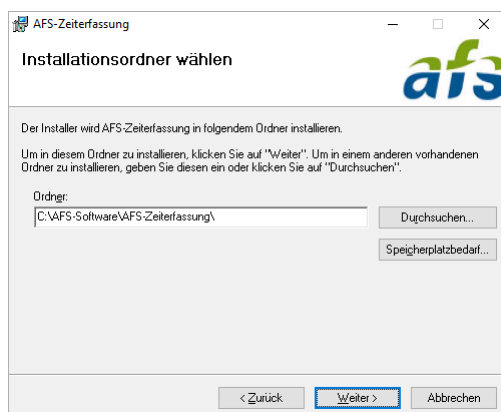 AFS-Zeiterfassung
Installationsordner wählen
afs
Der Installer wird AFS-Zeiterfassung in folgendem Ordner installieren.
Um in diesem Ordner zu installieren, klicken Sie auf "Weiter". Um in einem anderen vorhandenen
Ordner zu installieren, geben Sie diesen ein oder klicken Sie auf "Durchsuchen".
Ordner:
C:\AFS-Software\AFS-Zeiterfassung\
Durchsuchen...
Speicherplatzbedarf...
< Zurück
Weiter >
Abbrechen